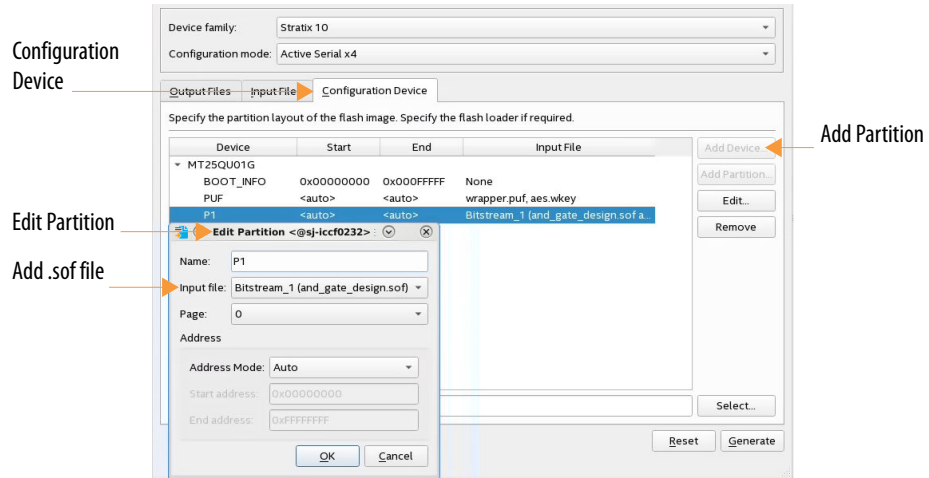 Device family: Stratix 10
Configuration mode: Active Serial x4
Configuration
Device
Output Files Input File Configuration Device
Specify the partition layout of the flash image. Specify the flash loader if required.
Add Partition
Device Start End Input File
Add Device...
MT25QU01G
Add Partition...
BOOT_INFO 0x00000000 0x000FFFFF None
PUF <auto> <auto> wrapper.puf, aes.wkey
Edit...
P1 <auto> <auto> Bitstream_1 (and_gate_design.sof a...
Remove
Edit Partition
Edit Partition <@sj-iccf0232>
Name: P1
Add .sof file
Input file: Bitstream_1 (and_gate_design.sof)
Page: 0
Address
Address Mode: Auto
Start address: 0x00000000
End address: 0xFFFFFFFF
Select...
OK Cancel
Reset Generate